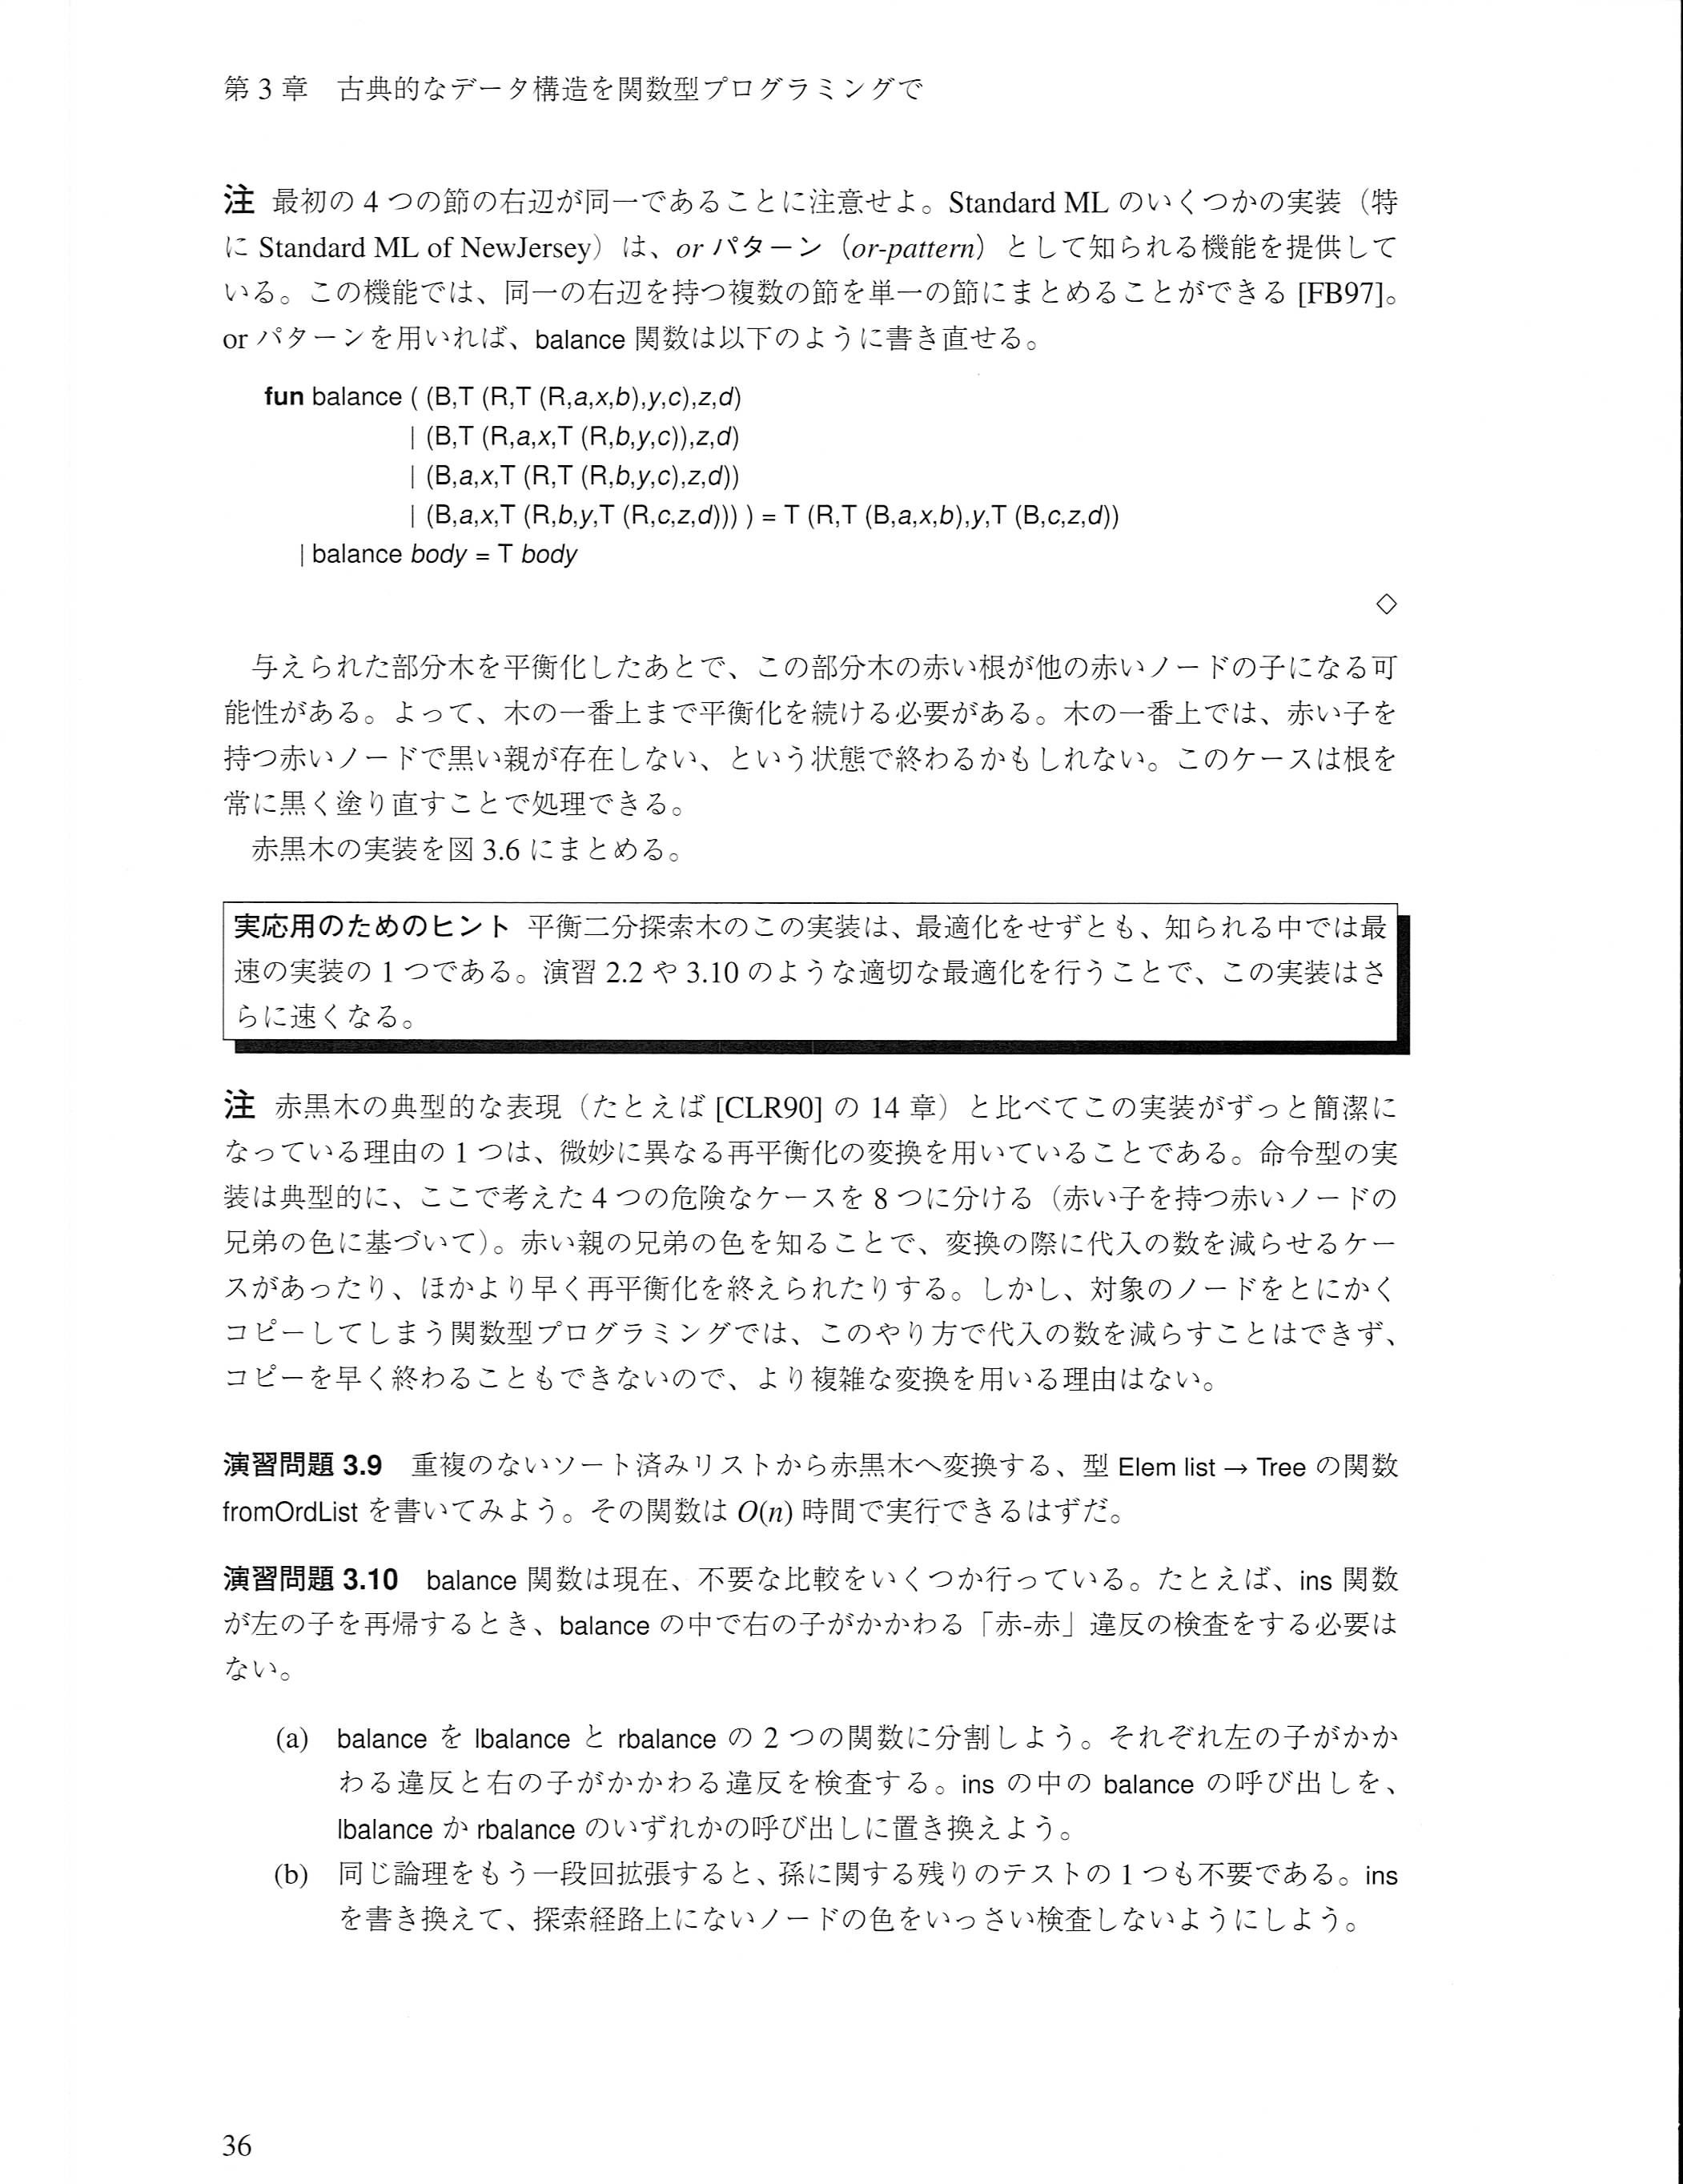 第 3 章　古典的なデータ構造を関数型プログラミングで
注 最初の 4 つの節の右辺が同一であることに注意せよ。Standard ML のいくつかの実装（特
に Standard ML of NewJersey）は、or パターン（or-pattern）として知られる機能を提供して
いる。この機能では、同一の右辺を持つ複数の節を単一の節にまとめることができる [FB97]。
or パターンを用いれば、balance 関数は以下のように書き直せる。
fun balance ( (B,T (R,T (R,a,x,b),y,c),z,d)
| (B,T (R,a,x,T (R,b,y,c)),z,d)
| (B,a,x,T (R,T (R,b,y,c),z,d))
| (B,a,x,T (R,b,y,T (R,c,z,d))) ) = T (R,T (B,a,x,b),y,T (B,c,z,d))
| balance body = T body
◇
与えられた部分木を平衡化したあとで、この部分木の赤い根が他の赤いノードの子になる可
能性がある。よって、木の一番上まで平衡化を続ける必要がある。木の一番上では、赤い子を
持つ赤いノードで黒い親が存在しない、という状態で終わるかもしれない。このケースは根を
常に黒く塗り直すことで処理できる。
赤黒木の実装を図 3.6 にまとめる。
実応用のためのヒント 平衡二分探索木のこの実装は、最適化をせずとも、知られる中では最
速の実装の 1 つである。演習 2.2 や 3.10 のような適切な最適化を行うことで、この実装はさ
らに速くなる。
注 赤黒木の典型的な表現（たとえば [CLR90] の 14 章）と比べてこの実装がずっと簡潔に
なっている理由の 1 つは、微妙に異なる再平衡化の変換を用いていることである。命令型の実
装は典型的に、ここで考えた 4 つの危険なケースを 8 つに分ける（赤い子を持つ赤いノードの
兄弟の色に基づいて）。赤い親の兄弟の色を知ることで、変換の際に代入の数を減らせるケー
スがあったり、ほかより早く再平衡化を終えられたりする。しかし、対象のノードをとにかく
コピーしてしまう関数型プログラミングでは、このやり方で代入の数を減らすことはできず、
コピーを早く終わることもできないので、より複雑な変換を用いる理由はない。
演習問題 3.9　重複のないソート済みリストから赤黒木へ変換する、型 Elem list → Tree の関数
fromOrdList を書いてみよう。その関数は O(n) 時間で実行できるはずだ。
演習問題 3.10　balance 関数は現在、不要な比較をいくつか行っている。たとえば、ins 関数
が左の子を再帰するとき、balance の中で右の子がかかわる「赤-赤」違反の検査をする必要は
ない。
(a)　balance を lbalance と rbalance の 2 つの関数に分割しよう。それぞれ左の子がかか
わる違反と右の子がかかわる違反を検査する。ins の中の balance の呼び出しを、
lbalance か rbalance のいずれかの呼び出しに置き換えよう。
(b)　同じ論理をもう一段回拡張すると、孫に関する残りのテストの 1 つも不要である。ins
を書き換えて、探索経路上にないノードの色をいっさい検査しないようにしよう。
36